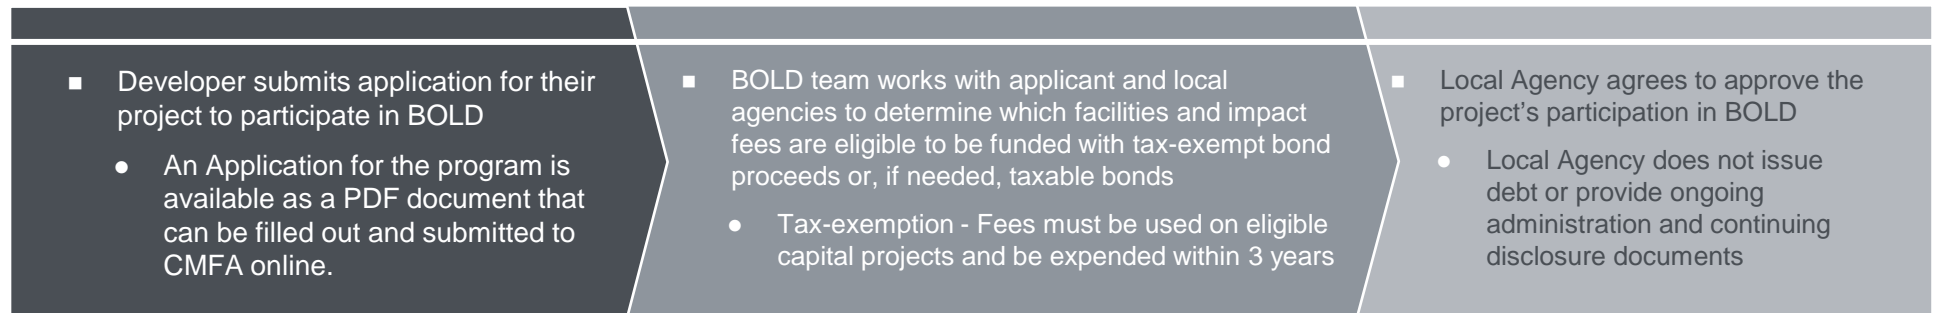 ■ Developer submits application for their
project to participate in BOLD
● An Application for the program is
available as a PDF document that
can be filled out and submitted to
CMFA online.
■ BOLD team works with applicant and local
agencies to determine which facilities and impact
fees are eligible to be funded with tax-exempt bond
proceeds or, if needed, taxable bonds
● Tax-exemption - Fees must be used on eligible
capital projects and be expended within 3 years
■ Local Agency agrees to approve the
project's participation in BOLD
● Local Agency does not issue
debt or provide ongoing
administration and continuing
disclosure documents